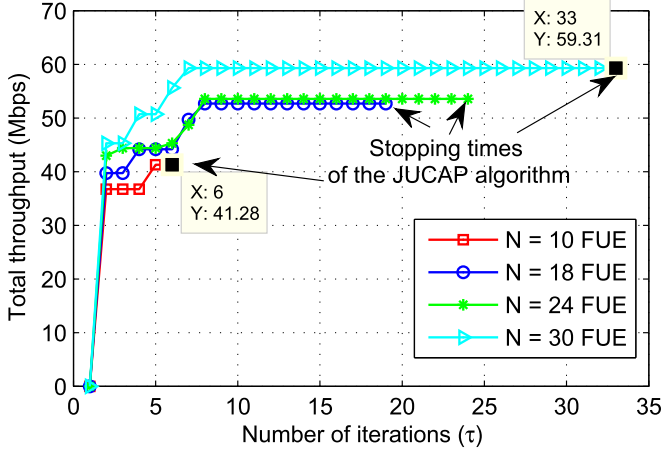 X: 33
Y: 59.31
Total throughput (Mbps)
70
60
50
40
30
20
10
0
Stopping times
of the JUCAP algorithm
X: 6
Y: 41.28
N = 10 FUE
N = 18 FUE
N = 24 FUE
N = 30 FUE
0 5 10 15 20 25 30 35
Number of iterations (τ)